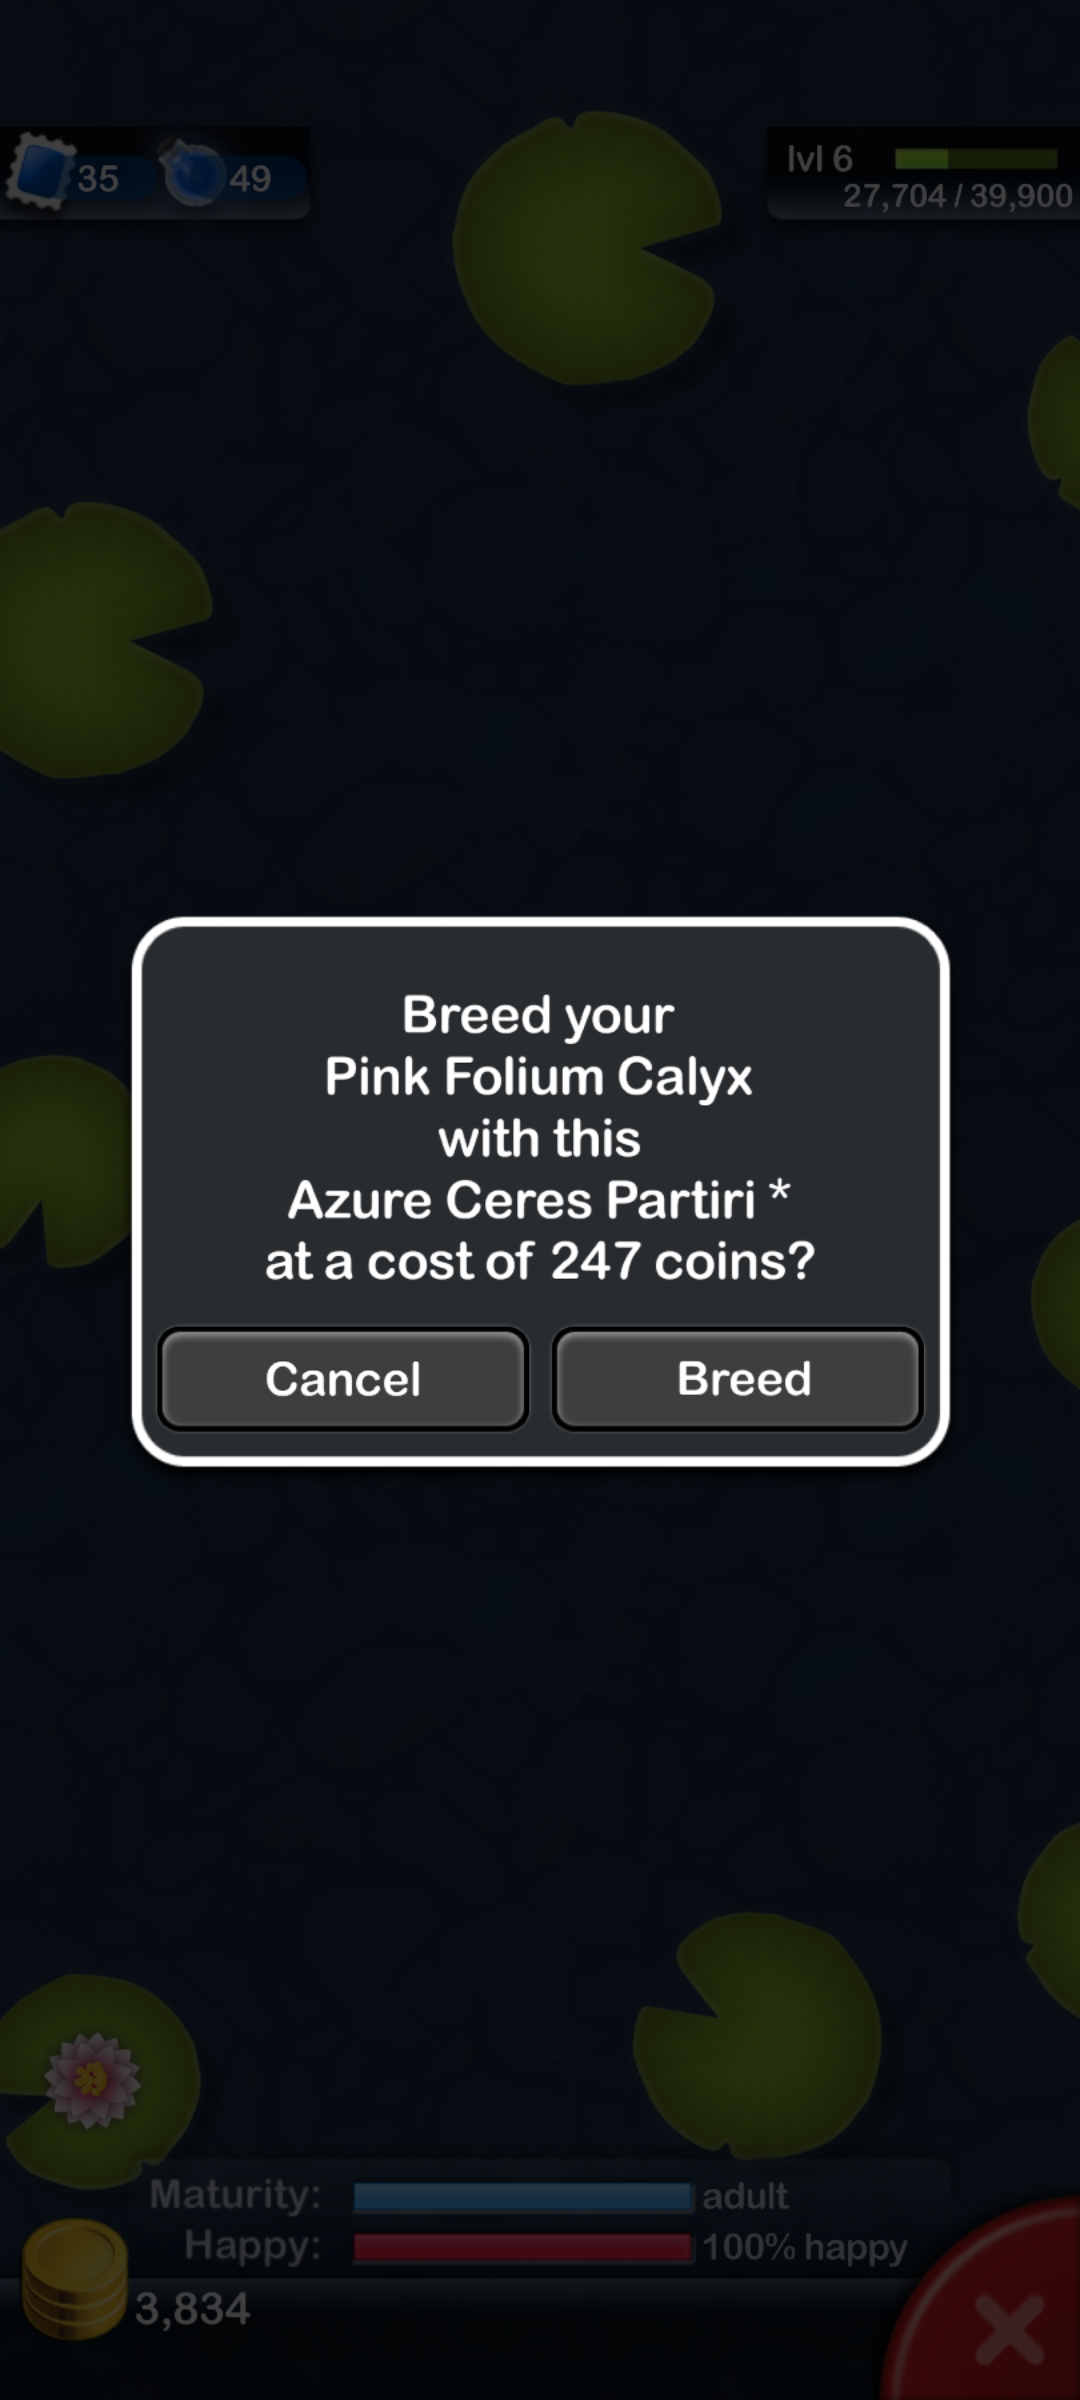 35
49
lvl 6
27,704 / 39,900
Breed your
Pink Folium Calyx
with this
Azure Ceres Partiri *
at a cost of 247 coins?
Cancel
Breed
Maturity: adult
Happy: 100% happy
3,834